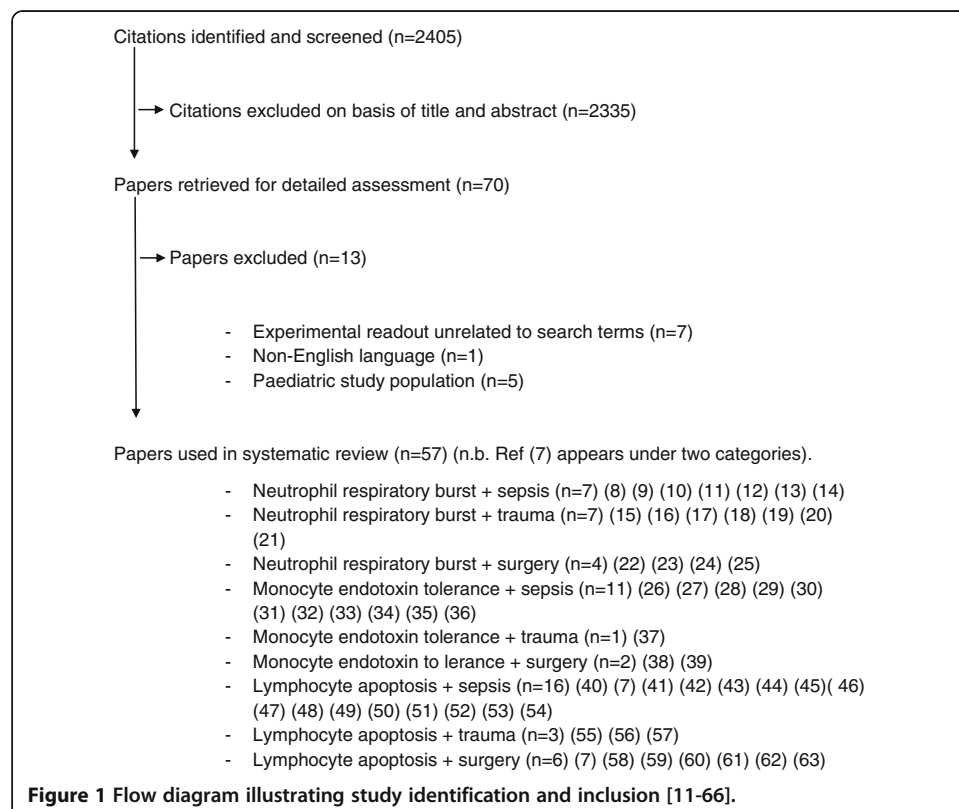 Citations identified and screened (n=2405)
Citations excluded on basis of title and abstract (n=2335)
Papers retrieved for detailed assessment (n=70)
Papers excluded (n=13)
- Experimental readout unrelated to search terms (n=7)
- Non-English language (n=1)
- Paediatric study population (n=5)
Papers used in systematic review (n=57) (n.b. Ref (7) appears under two categories).
- Neutrophil respiratory burst + sepsis (n=7) (8) (9) (10) (11) (12) (13) (14)
- Neutrophil respiratory burst + trauma (n=7) (15) (16) (17) (18) (19) (20)
(21)
- Neutrophil respiratory burst + surgery (n=4) (22) (23) (24) (25)
- Monocyte endotoxin tolerance + sepsis (n=11) (26) (27) (28) (29) (30)
(31) (32) (33) (34) (35) (36)
- Monocyte endotoxin tolerance + trauma (n=1) (37)
- Monocyte endotoxin to lerance + surgery (n=2) (38) (39)
- Lymphocyte apoptosis + sepsis (n=16) (40) (7) (41) (42) (43) (44) (45)( 46)
(47) (48) (49) (50) (51) (52) (53) (54)
- Lymphocyte apoptosis + trauma (n=3) (55) (56) (57)
- Lymphocyte apoptosis + surgery (n=6) (7) (58) (59) (60) (61) (62) (63)
Figure 1 Flow diagram illustrating study identification and inclusion [11-66].